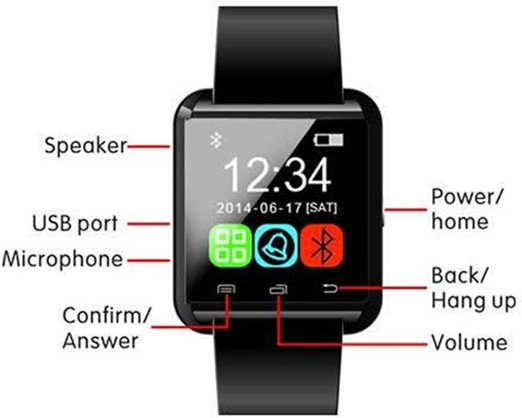 Speaker
12:34
2014-06-17 [SAT]
Power/
home
USB port
Microphone
Back/
Hang up
Confirm/
Answer
Volume